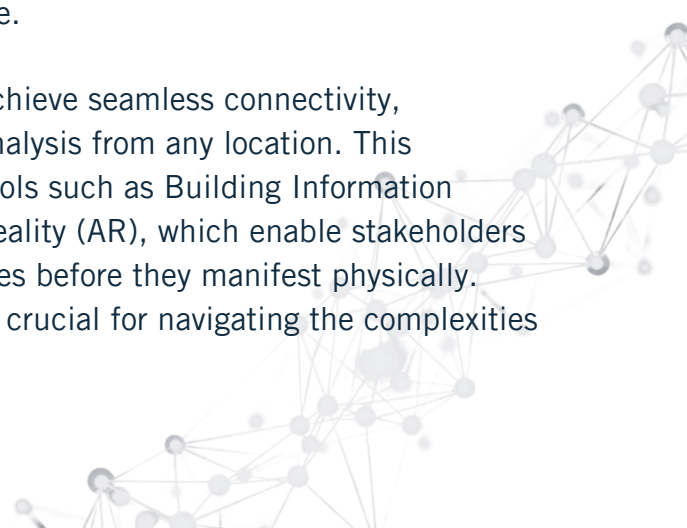 e.
chieve seamless connectivity,
nalysis from any location. This
ols such as Building Information
eality (AR), which enable stakeholders
es before they manifest physically.
crucial for navigating the complexities